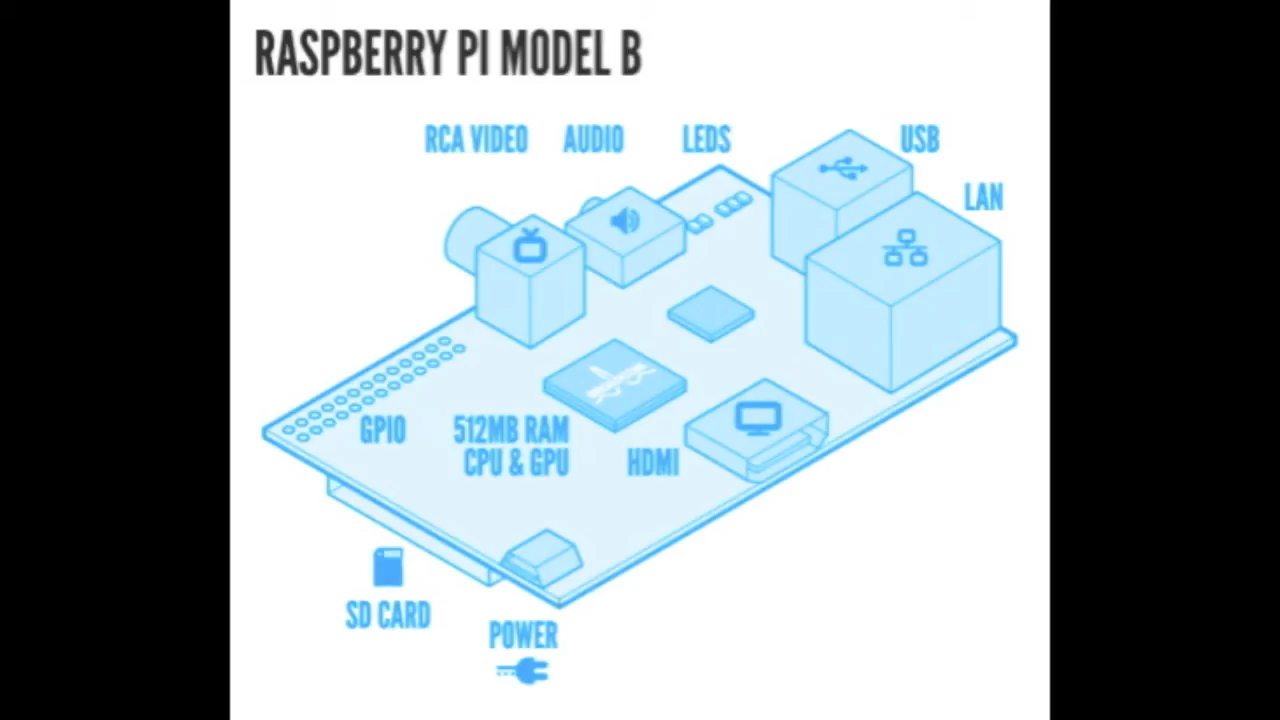 RASPBERRY PI MODEL B
RCA VIDEO
AUDIO
LEDS
USB
LAN
GPIO
512MB RAM
CPU & GPU
HDMI
SD CARD
POWER